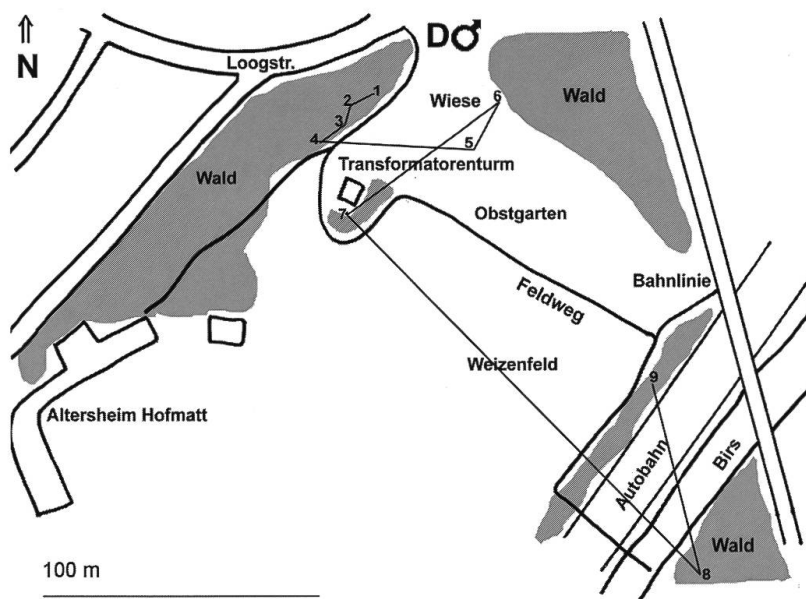 N
Loogstr.
D♂
Wiese
Wald
1
2
3
4
5
6
Wald
Transformatorenturm
7
Obstgarten
Feldweg
Bahnlinie
Weizenfeld
9
Altersheim Hofmatt
Autobahn
Birs
Wald
8
100 m